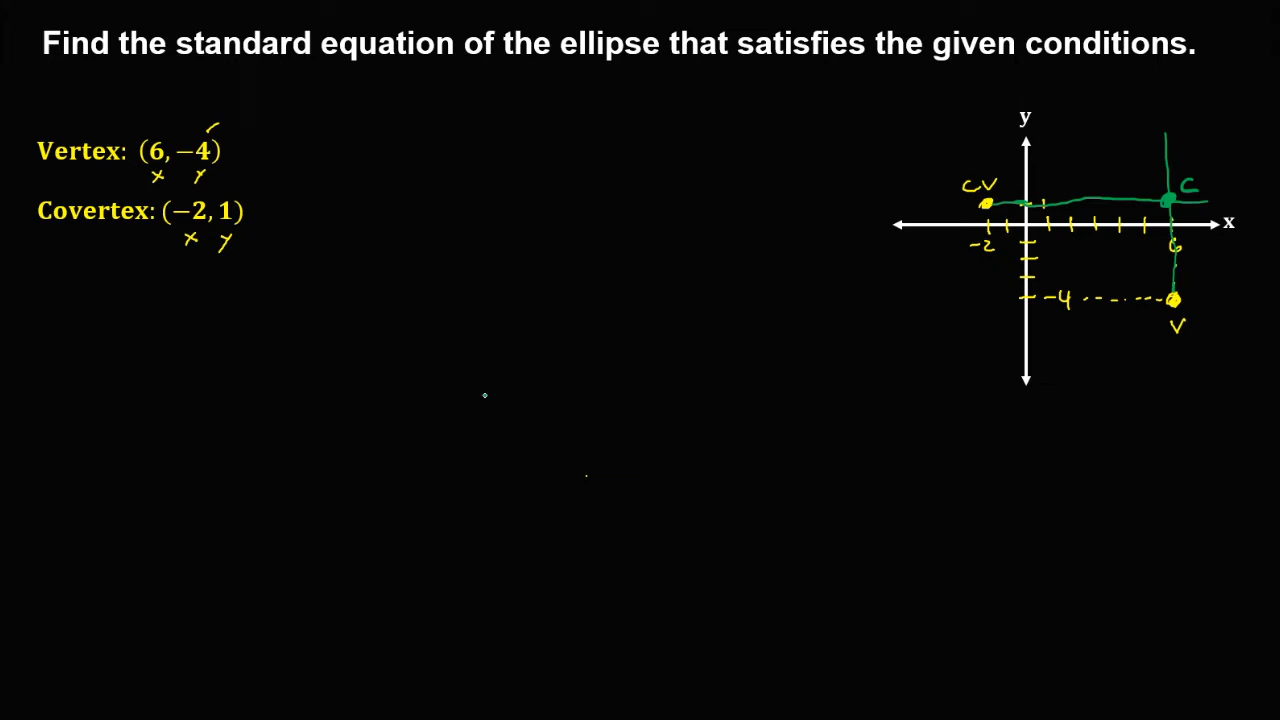 Find the standard equation of the ellipse that satisfies the given conditions.
Vertex: (6, −4)
x y
Covertex: (−2, 1)
x y
y
CV
C
x
-2
6
-4
V